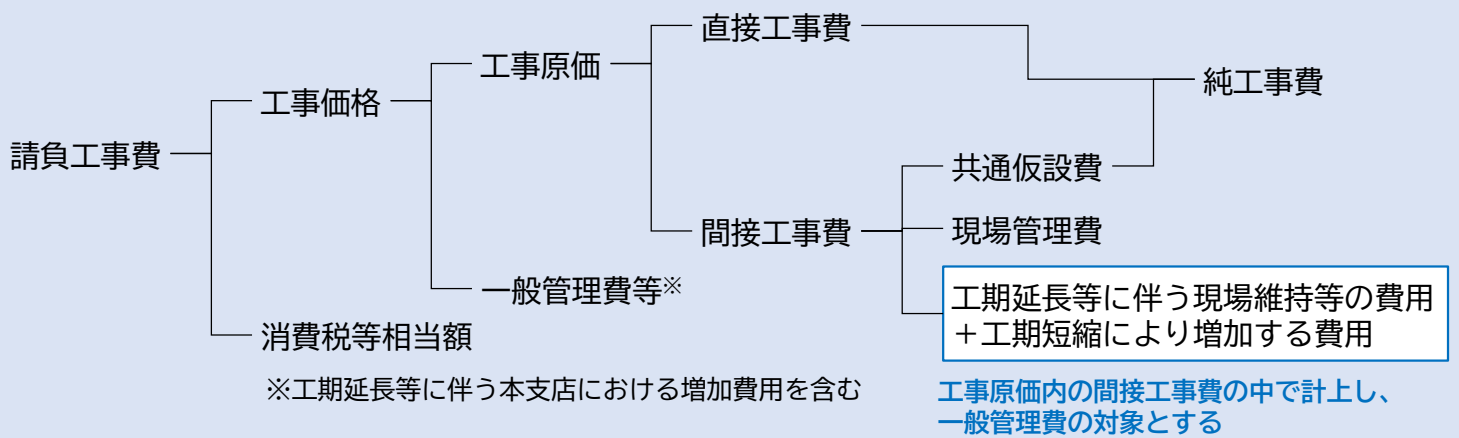 直接工事費
工事原価
純工事費
工事価格
請負工事費
共通仮設費
間接工事費
現場管理費
一般管理費等※
工期延長等に伴う現場維持等の費用
＋工期短縮により増加する費用
消費税等相当額
※工期延長等に伴う本支店における増加費用を含む
工事原価内の間接工事費の中で計上し、
一般管理費の対象とする